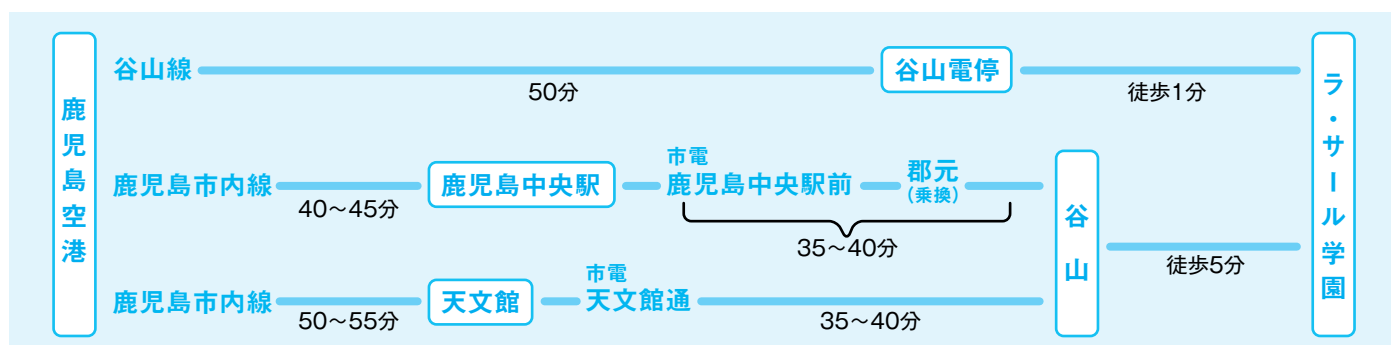 鹿児島空港
谷山線
50分
谷山電停
徒歩1分
鹿児島市内線
40〜45分
鹿児島中央駅
市電
鹿児島中央駅前
郡元
（乗換）
35〜40分
鹿児島市内線
50〜55分
天文館
市電
天文館通
35〜40分
谷山
徒歩5分
ラ・サール学園